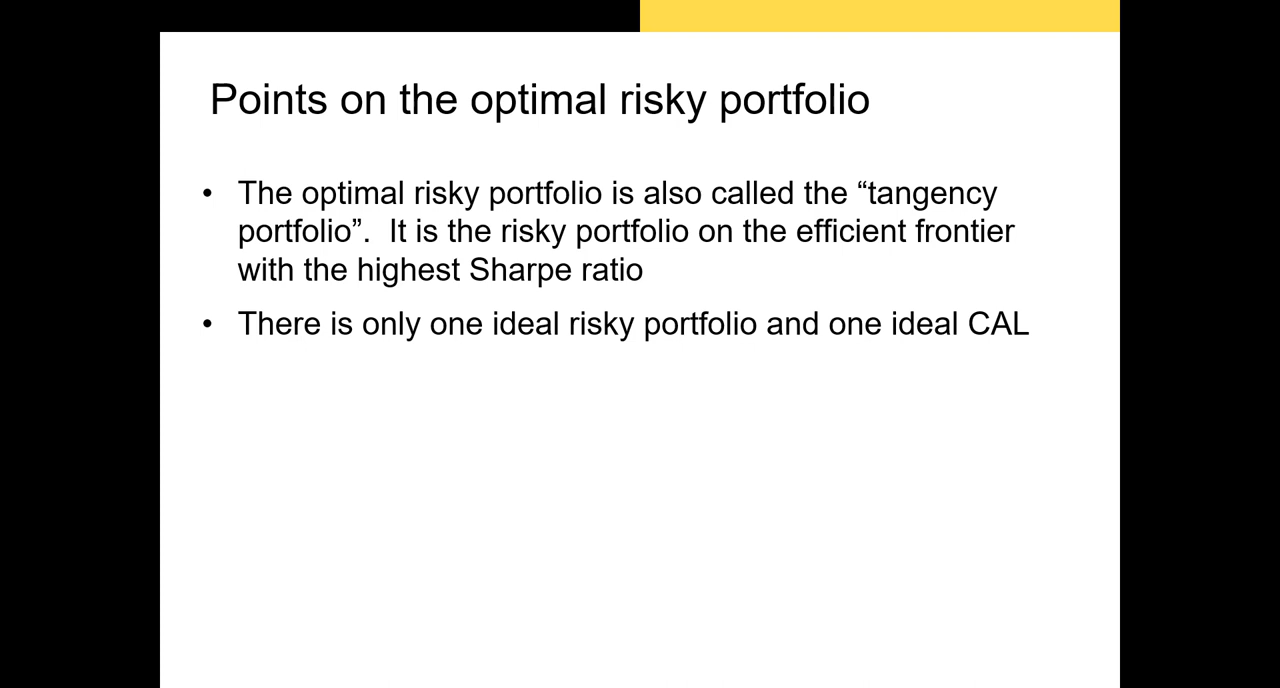 Points on the optimal risky portfolio
• The optimal risky portfolio is also called the “tangency
portfolio”.  It is the risky portfolio on the efficient frontier
with the highest Sharpe ratio
• There is only one ideal risky portfolio and one ideal CAL